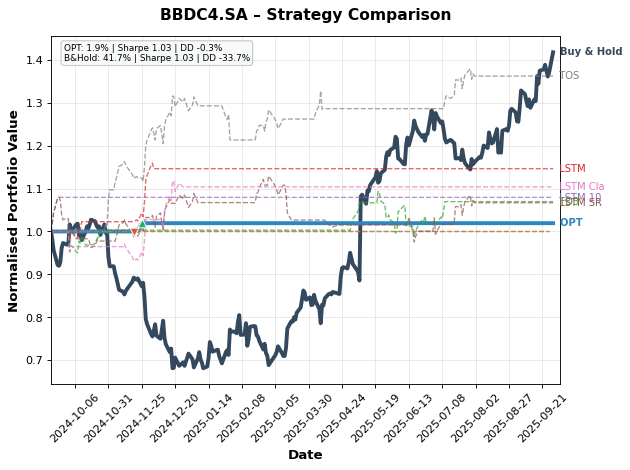 BBDC4.SA – Strategy Comparison
OPT: 1.9% | Sharpe 1.03 | DD -0.3%
B&Hold: 41.7% | Sharpe 1.03 | DD -33.7%
Normalised Portfolio Value
1.4
1.3
1.2
1.1
1.0
0.9
0.8
0.7
Buy & Hold
TOS
LSTM
LSTM Cla
LSTM 10
LSTM SR
OPT
2024-10-06
2024-10-31
2024-11-25
2024-12-20
2025-01-14
2025-02-08
2025-03-05
2025-03-30
2025-04-24
2025-05-19
2025-06-13
2025-07-08
2025-08-02
2025-08-27
2025-09-21
Date